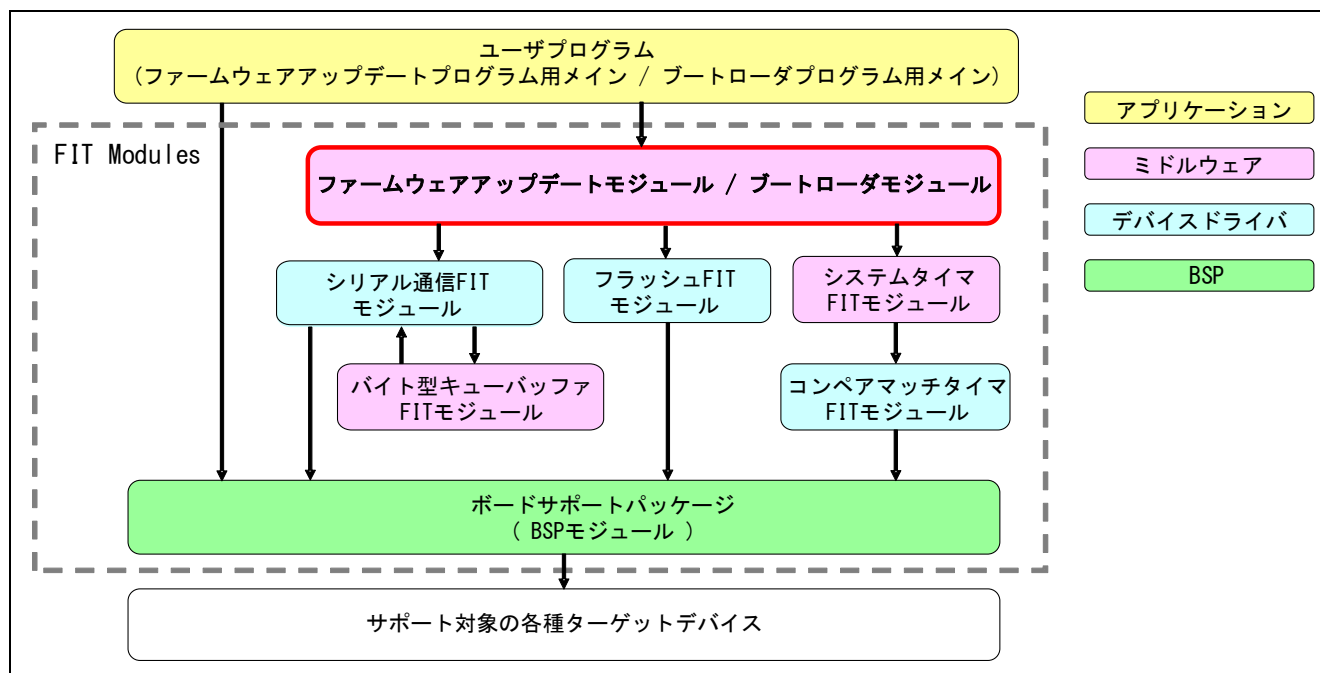 ユーザプログラム
(ファームウェアアップデートプログラム用メイン / ブートローダプログラム用メイン)
FIT Modules
ファームウェアアップデートモジュール / ブートローダモジュール
シリアル通信FIT
モジュール
フラッシュFIT
モジュール
システムタイマ
FITモジュール
バイト型キューバッファ
FITモジュール
コンペアマッチタイマ
FITモジュール
ボードサポートパッケージ
( BSPモジュール )
サポート対象の各種ターゲットデバイス
アプリケーション
ミドルウェア
デバイスドライバ
BSP